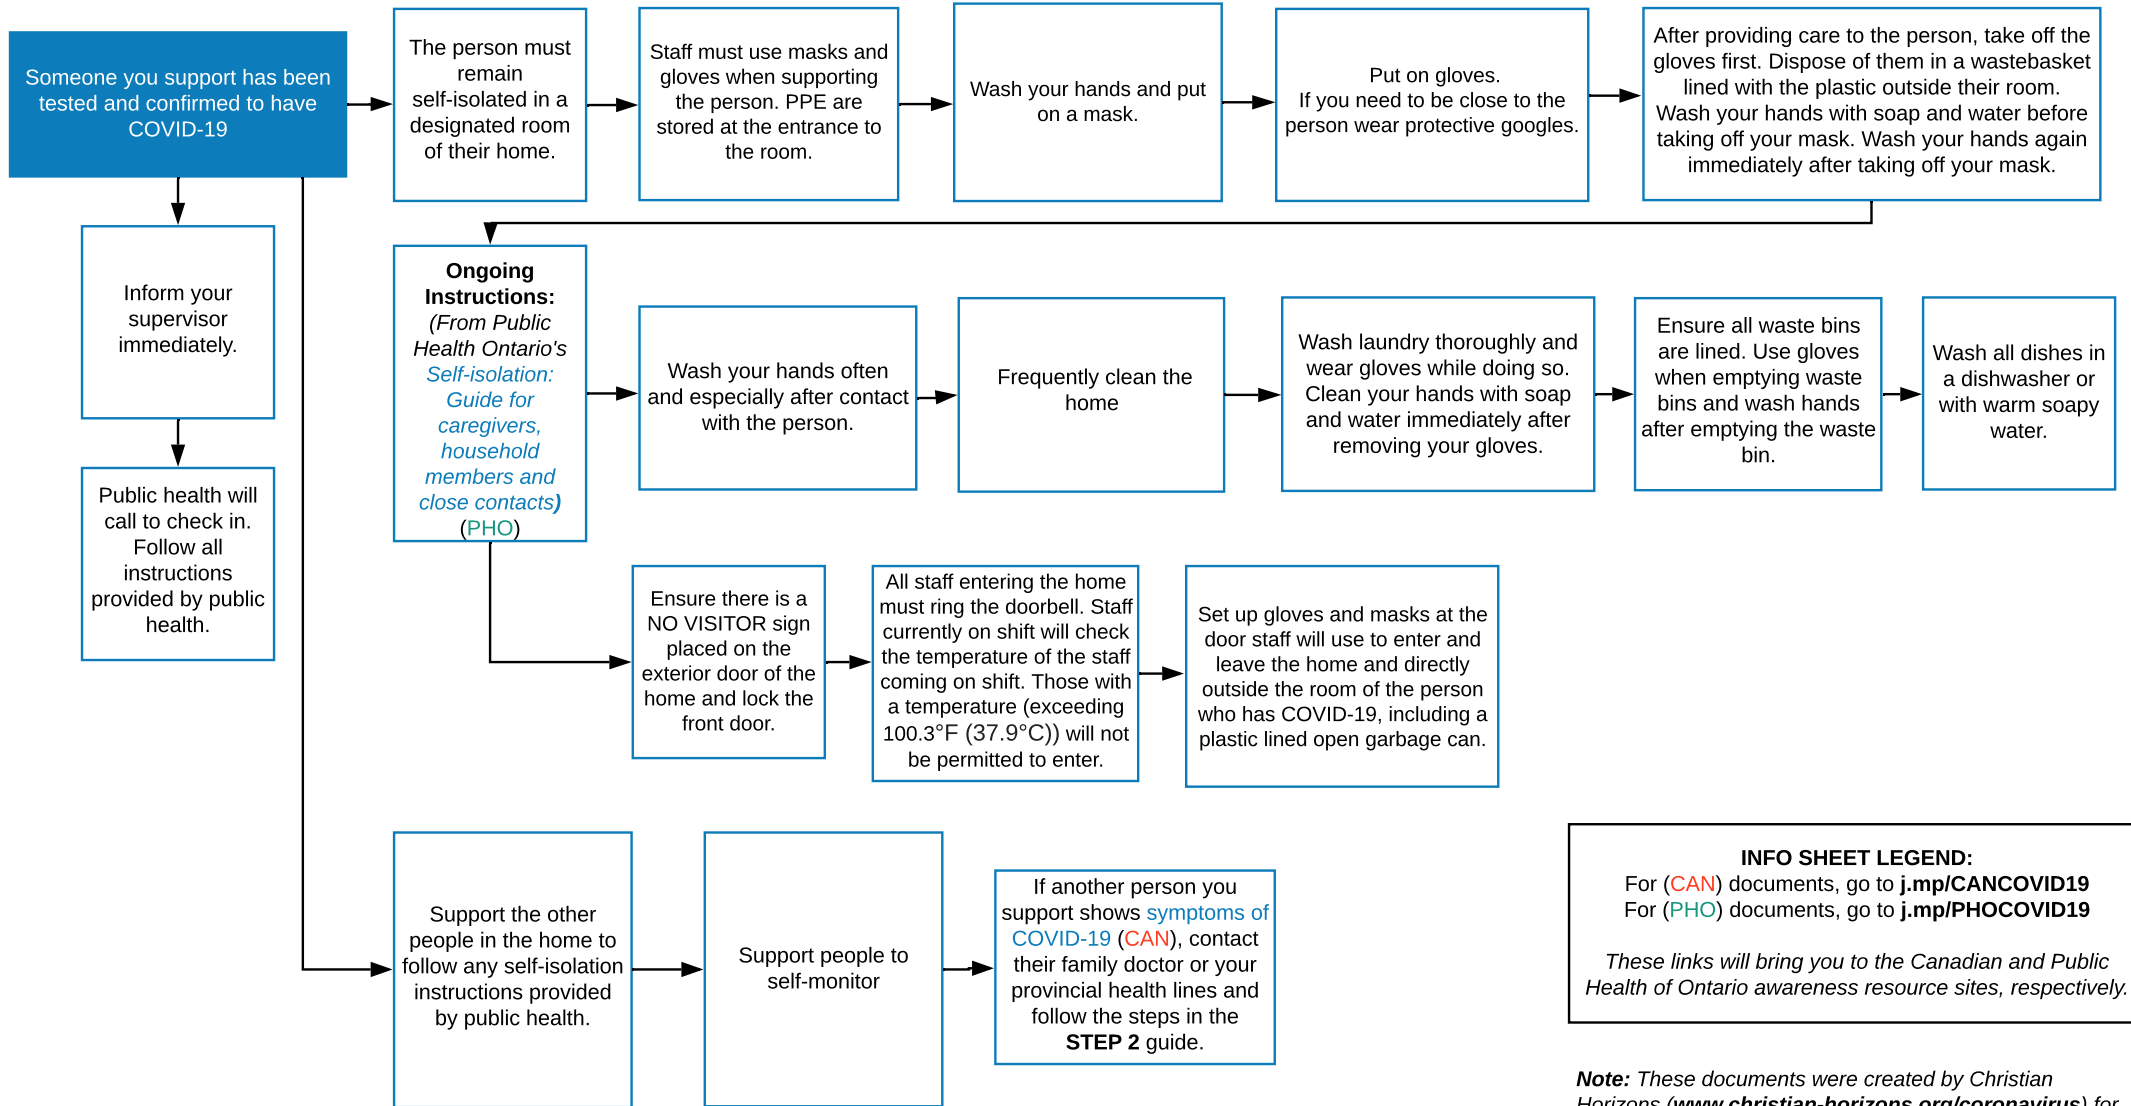 Someone you support has been
tested and confirmed to have
COVID-19
The person must
remain
self-isolated in a
designated room
of their home.
Staff must use masks and
gloves when supporting
the person. PPE are
stored at the entrance to
the room.
Wash your hands and put
on a mask.
Put on gloves.
If you need to be close to the
person wear protective googles.
After providing care to the person, take off the
gloves first. Dispose of them in a wastebasket
lined with the plastic outside their room.
Wash your hands with soap and water before
taking off your mask. Wash your hands again
immediately after taking off your mask.
Inform your
supervisor
immediately.
Public health will
call to check in.
Follow all
instructions
provided by public
health.
Ongoing
Instructions:
(From Public
Health Ontario's
Self-isolation:
Guide for
caregivers,
household
members and
close contacts)
(PHO)
Wash your hands often
and especially after contact
with the person.
Frequently clean the
home
Wash laundry thoroughly and
wear gloves while doing so.
Clean your hands with soap
and water immediately after
removing your gloves.
Ensure all waste bins
are lined. Use gloves
when emptying waste
bins and wash hands
after emptying the waste
bin.
Wash all dishes in
a dishwasher or
with warm soapy
water.
Ensure there is a
NO VISITOR sign
placed on the
exterior door of the
home and lock the
front door.
All staff entering the home
must ring the doorbell. Staff
currently on shift will check
the temperature of the staff
coming on shift. Those with
a temperature (exceeding
100.3°F (37.9°C)) will not
be permitted to enter.
Set up gloves and masks at the
door staff will use to enter and
leave the home and directly
outside the room of the person
who has COVID-19, including a
plastic lined open garbage can.
Support the other
people in the home to
follow any self-isolation
instructions provided
by public health.
Support people to
self-monitor
If another person you
support shows symptoms of
COVID-19 (CAN), contact
their family doctor or your
provincial health lines and
follow the steps in the
STEP 2 guide.
INFO SHEET LEGEND:
For (CAN) documents, go to j.mp/CANCOVID19
For (PHO) documents, go to j.mp/PHOCOVID19
These links will bring you to the Canadian and Public
Health of Ontario awareness resource sites, respectively.
Note: These documents were created by Christian
Horizons (www.christian-horizons.org/coronavirus) for